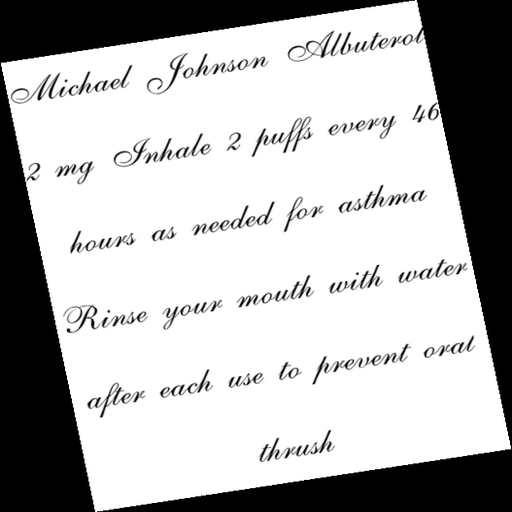 Michael Johnson Albuterol
2 mg Inhale 2 puffs every 46
hours as needed for asthma
Rinse your mouth with water
after each use to prevent oral
thrush